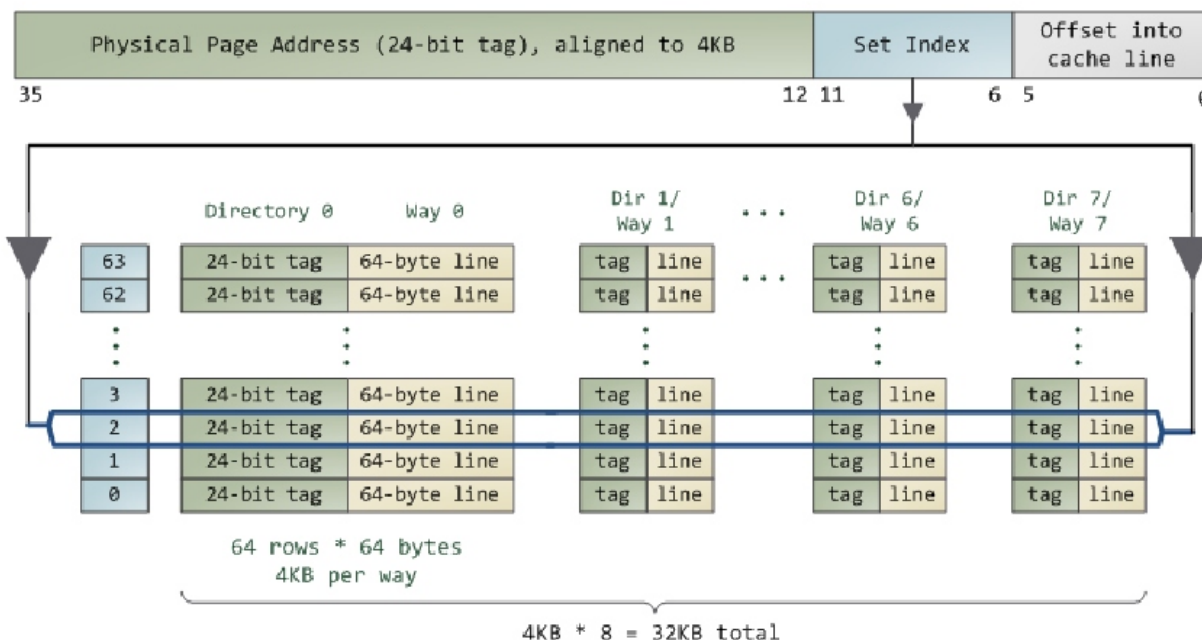 Physical Page Address (24-bit tag), aligned to 4KB
Set Index
Offset into
cache line
35
12
11
6
5
Directory 0
Way 0
Dir 1/
Way 1
...
Dir 6/
Way 6
Dir 7/
Way 7
63 24-bit tag 64-byte line tag line ... tag line tag line
62 24-bit tag 64-byte line tag line tag line tag line
3 24-bit tag 64-byte line tag line tag line tag line
2 24-bit tag 64-byte line tag line tag line tag line
1 24-bit tag 64-byte line tag line tag line tag line
0 24-bit tag 64-byte line tag line tag line tag line
64 rows * 64 bytes
4KB per way
4KB * 8 = 32KB total